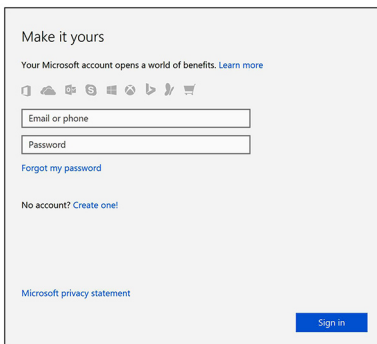 Make it yours
Your Microsoft account opens a world of benefits. Learn more
Email or phone
Password
Forgot my password
No account? Create one!
Microsoft privacy statement
Sign in